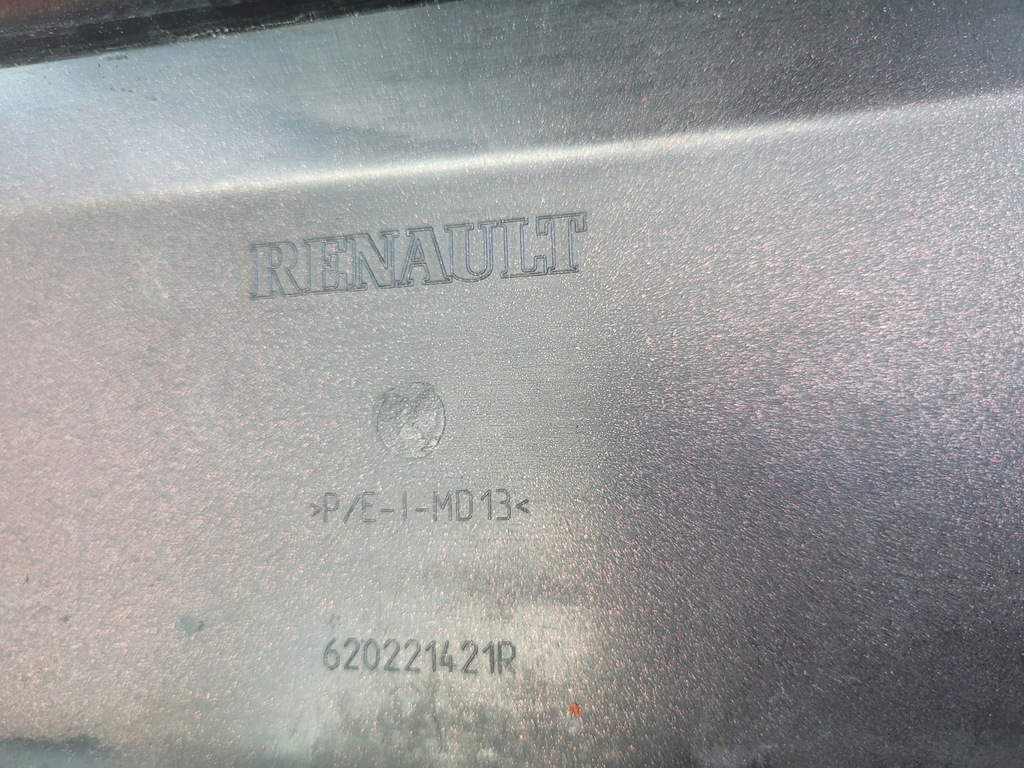 RENAULT
>P/E-I-MD13<
620221421R